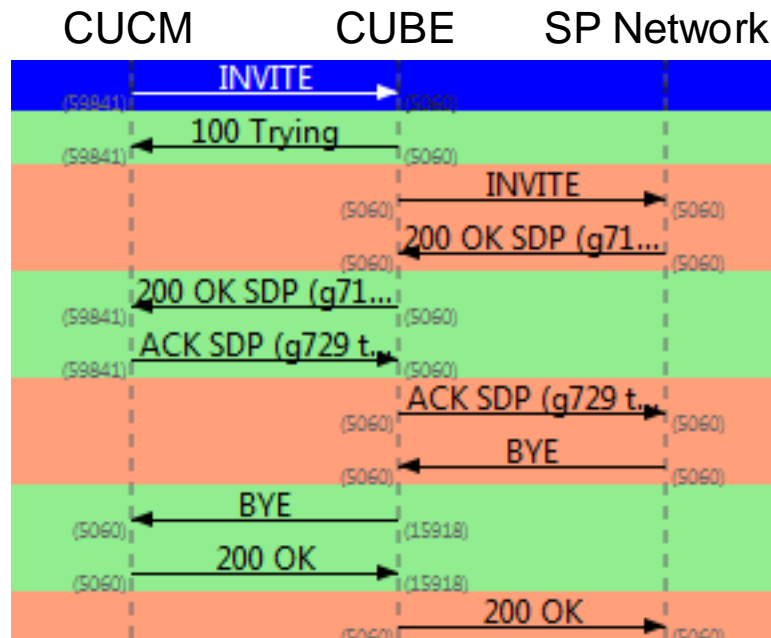 CUCM CUBE SP Network
INVITE
(59841) (5060)
100 Trying
(59841) (5060)
INVITE
(5060) (5060)
200 OK SDP (g71...
(5060) (5060)
200 OK SDP (g71...
(59841) (5060)
ACK SDP (g729 t...
(59841) (5060)
ACK SDP (g729 t...
(5060) (5060)
BYE
(5060) (5060)
BYE
(5060) (15918)
200 OK
(5060) (15918)
200 OK
(5060) (5060)